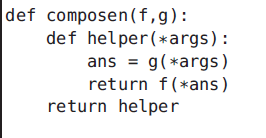 def composen(f,g):
    def helper(*args):
        ans = g(*args)
        return f(*ans)
    return helper